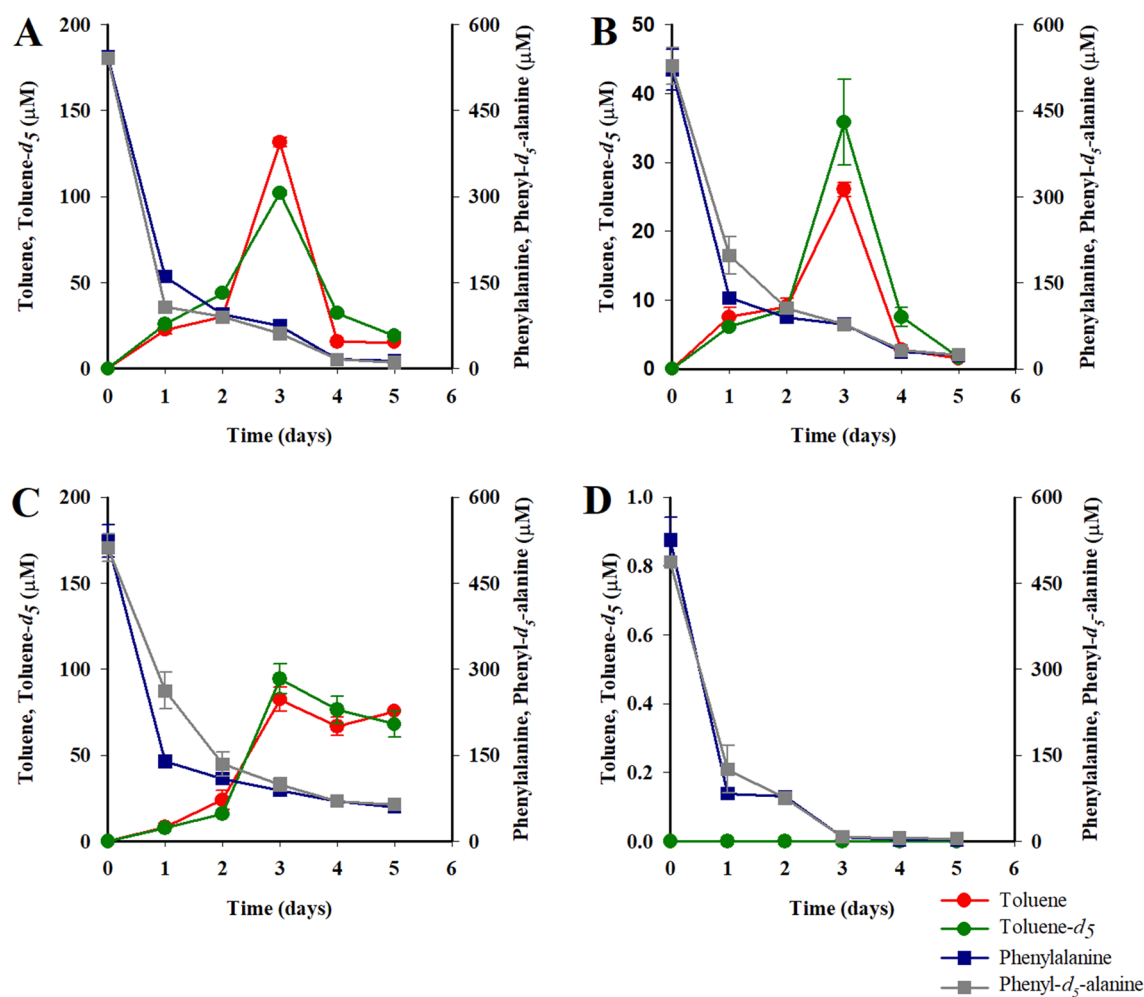 A
Toluene, Toluene-d5 (µM)
200
150
100
50
0
600
450
300
150
0
Phenylalanine, Phenyl-d5-alanine (µM)
0 1 2 3 4 5 6
Time (days)
B
Toluene, Toluene-d5 (µM)
50
40
30
20
10
0
600
450
300
150
0
Phenylalanine, Phenyl-d5-alanine (µM)
0 1 2 3 4 5 6
Time (days)
C
Toluene, Toluene-d5 (µM)
200
150
100
50
0
600
450
300
150
0
Phenylalanine, Phenyl-d5-alanine (µM)
0 1 2 3 4 5 6
Time (days)
D
Toluene, Toluene-d5 (µM)
1.0
0.8
0.6
0.4
0.2
0.0
600
450
300
150
0
Phenylalanine, Phenyl-d5-alanine (µM)
0 1 2 3 4 5 6
Time (days)
Toluene
Toluene-d5
Phenylalanine
Phenyl-d5-alanine